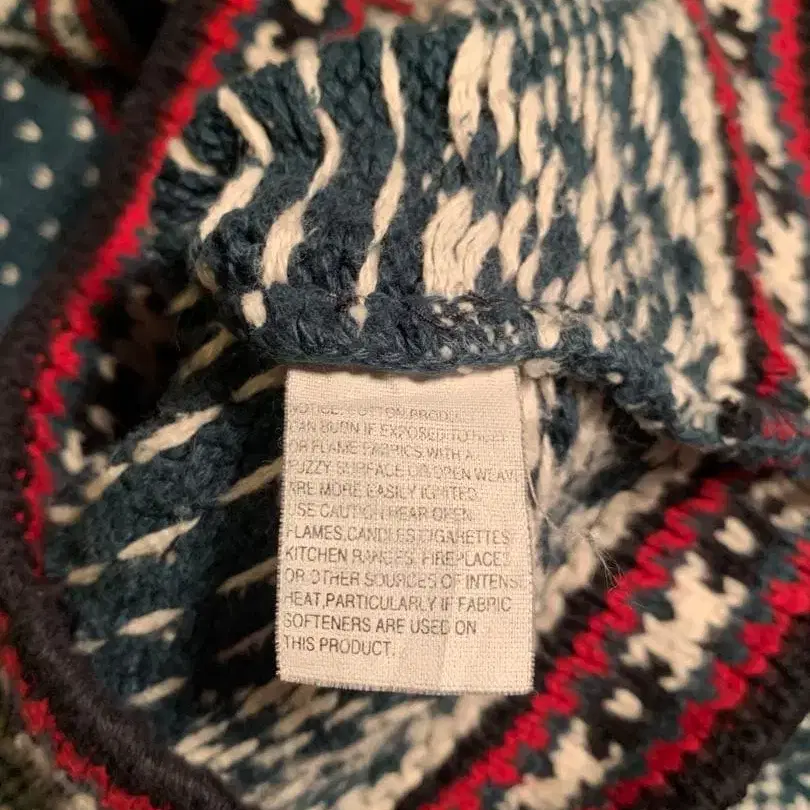 NOTICE: COTTON PRODU
CAN BURN IF EXPOSED TO HEAT
OR FLAME FABRICS WITH A
FUZZY SURFACE OR OPEN WEAVE
ARE MORE EASILY IGNITED.
USE CAUTION NEAR OPEN
FLAMES,CANDLES,CIGARETTES
KITCHEN RANGES, FIREPLACES
OR OTHER SOURCES OF INTENSE
HEAT,PARTICULARLY IF FABRIC
SOFTENERS ARE USED ON
THIS PRODUCT.